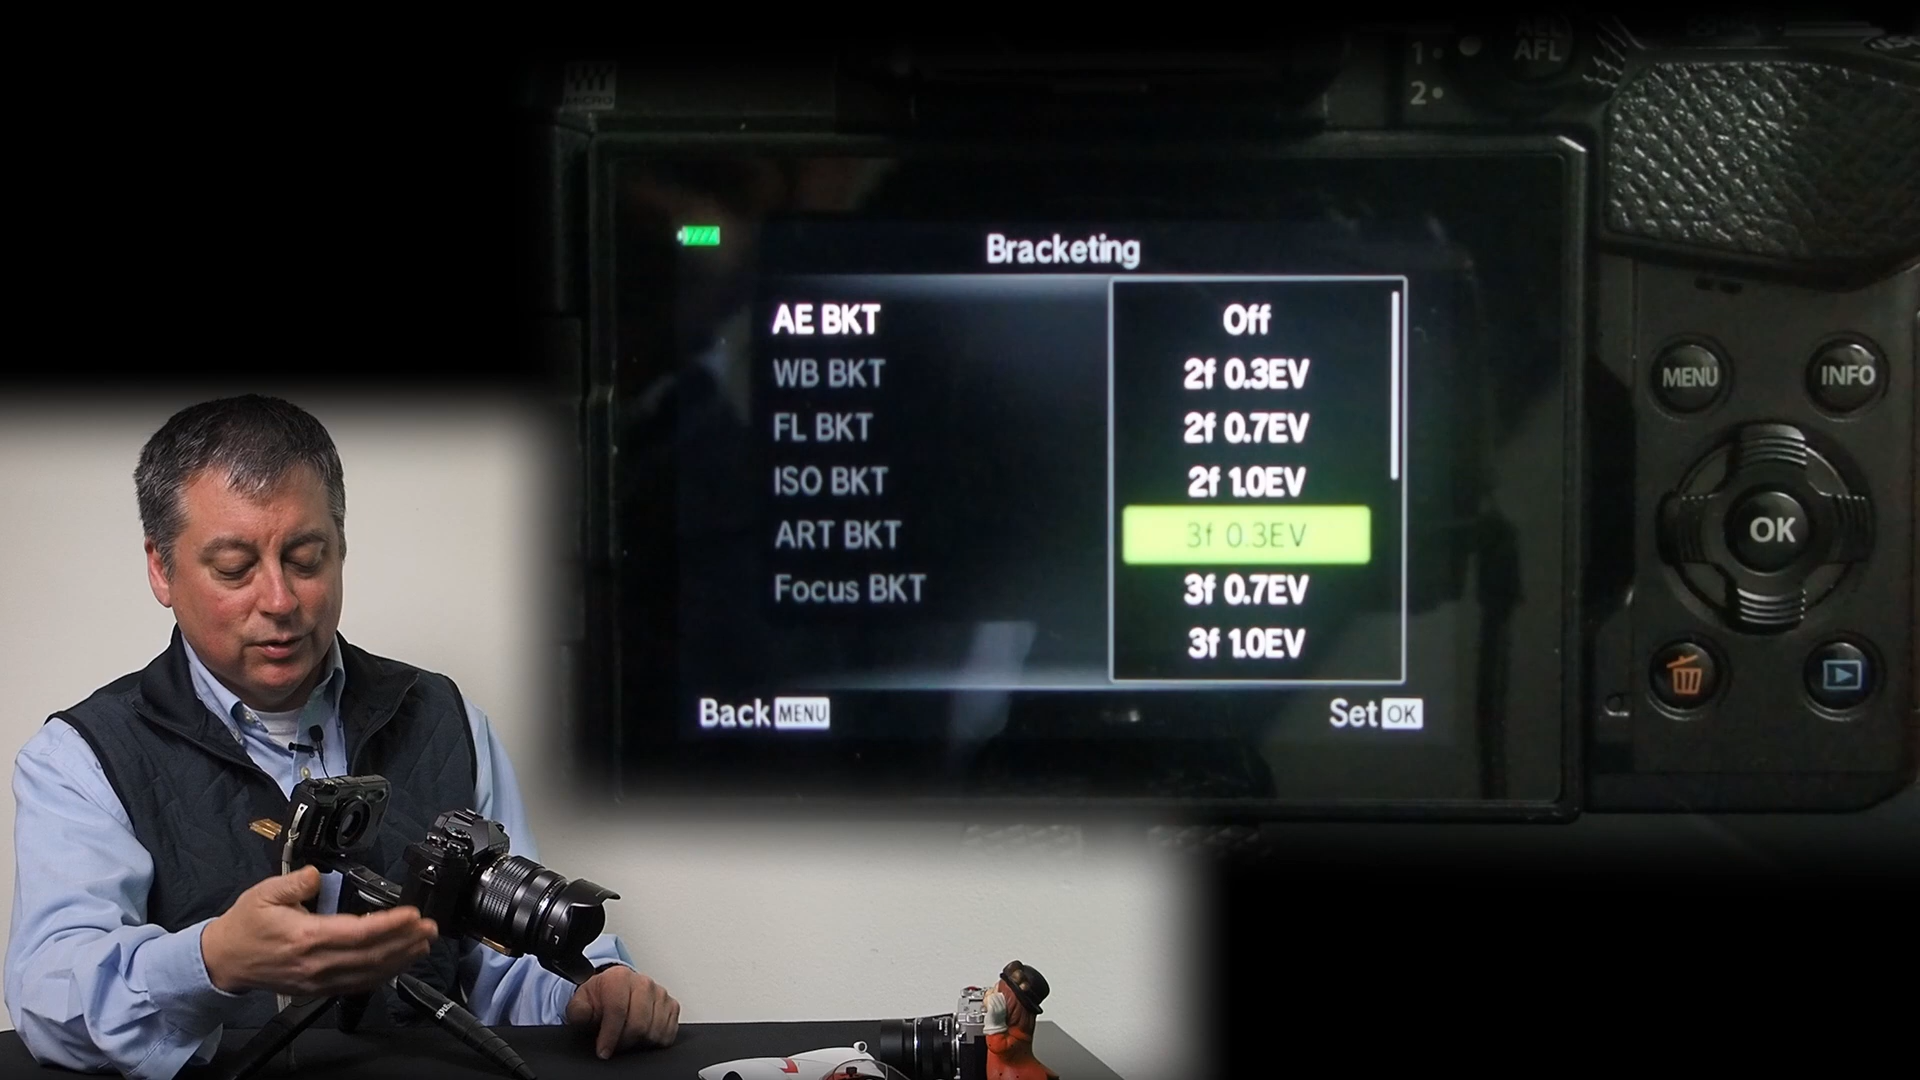 AEL
AFL
1
2
MICRO
Bracketing
AE BKT
Off
WB BKT
2f 0.3EV
FL BKT
2f 0.7EV
ISO BKT
2f 1.0EV
ART BKT
3f 0.3EV
Focus BKT
3f 0.7EV
3f 1.0EV
Back MENU
Set OK
MENU
INFO
OK